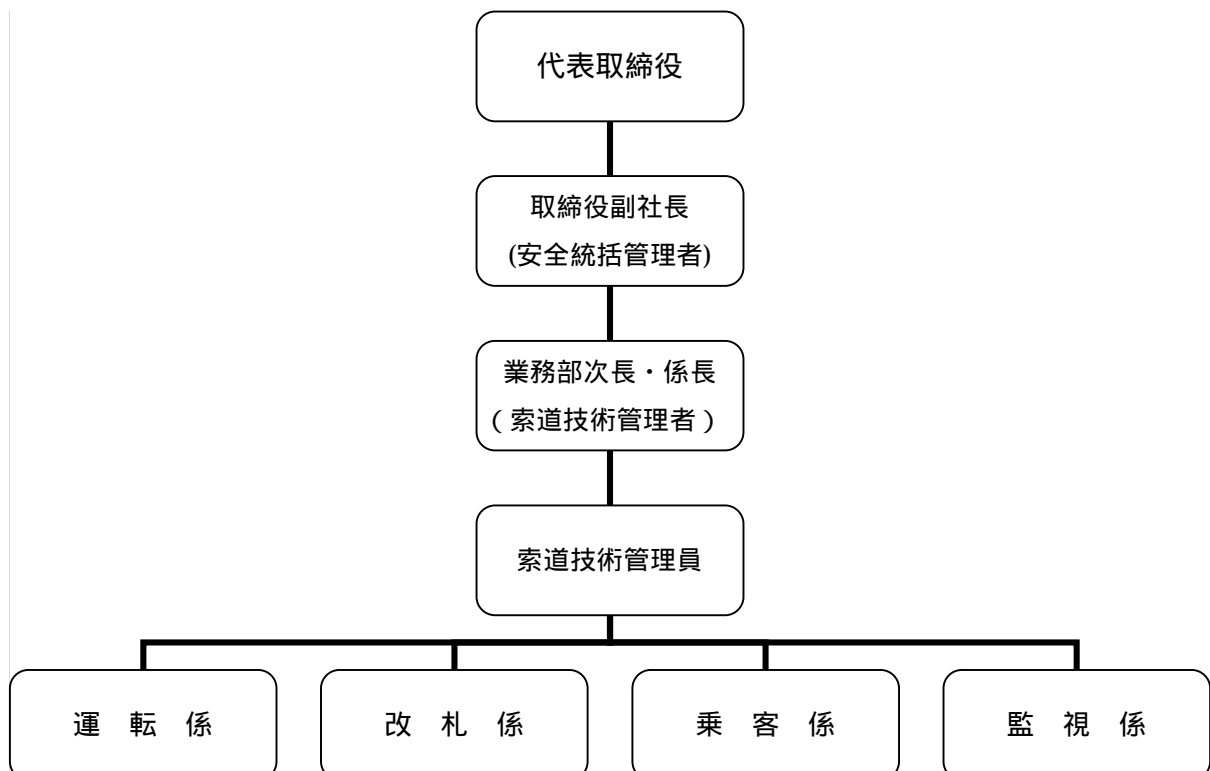 代表取締役
取締役副社長
(安全統括管理者)
業務部次長・係長
(索道技術管理者)
索道技術管理員
運　転　係
改　札　係
乗　客　係
監　視　係